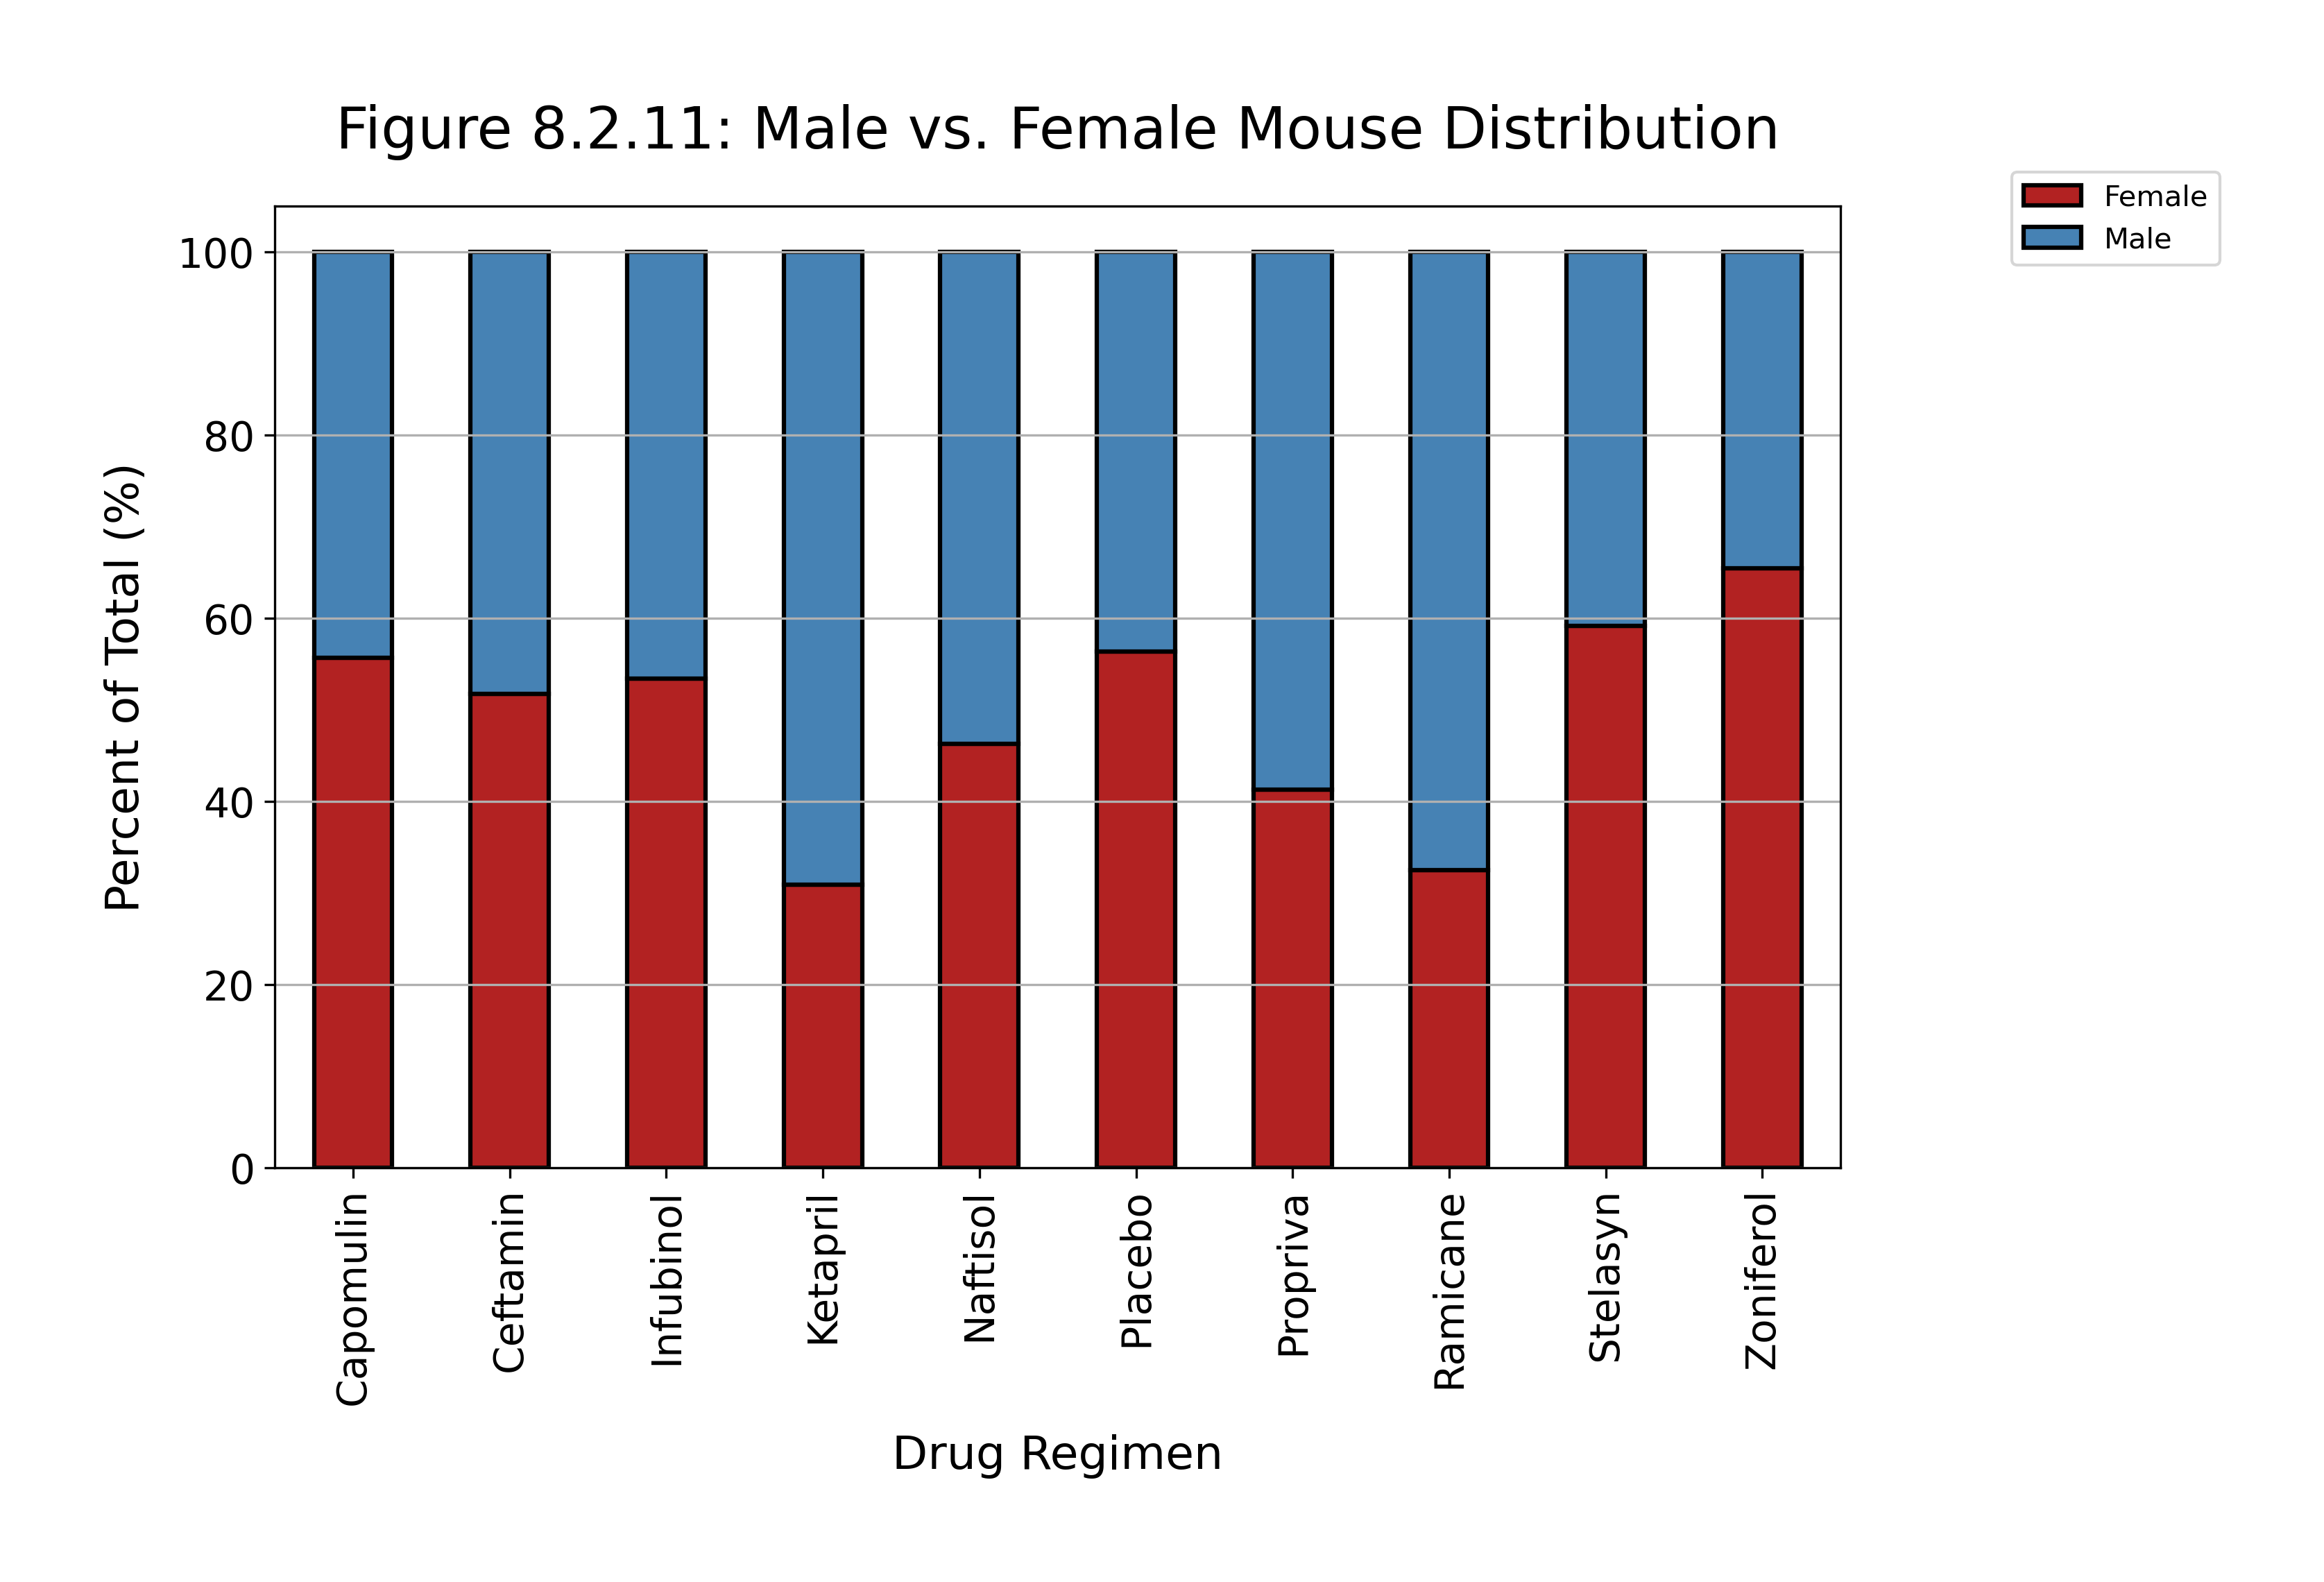 Figure 8.2.11: Male vs. Female Mouse Distribution
Female
Male
Percent of Total (%)
100
80
60
40
20
0
Capomulin
Ceftamin
Infubinol
Ketapril
Naftisol
Placebo
Propriva
Ramicane
Stelasyn
Zoniferol
Drug Regimen